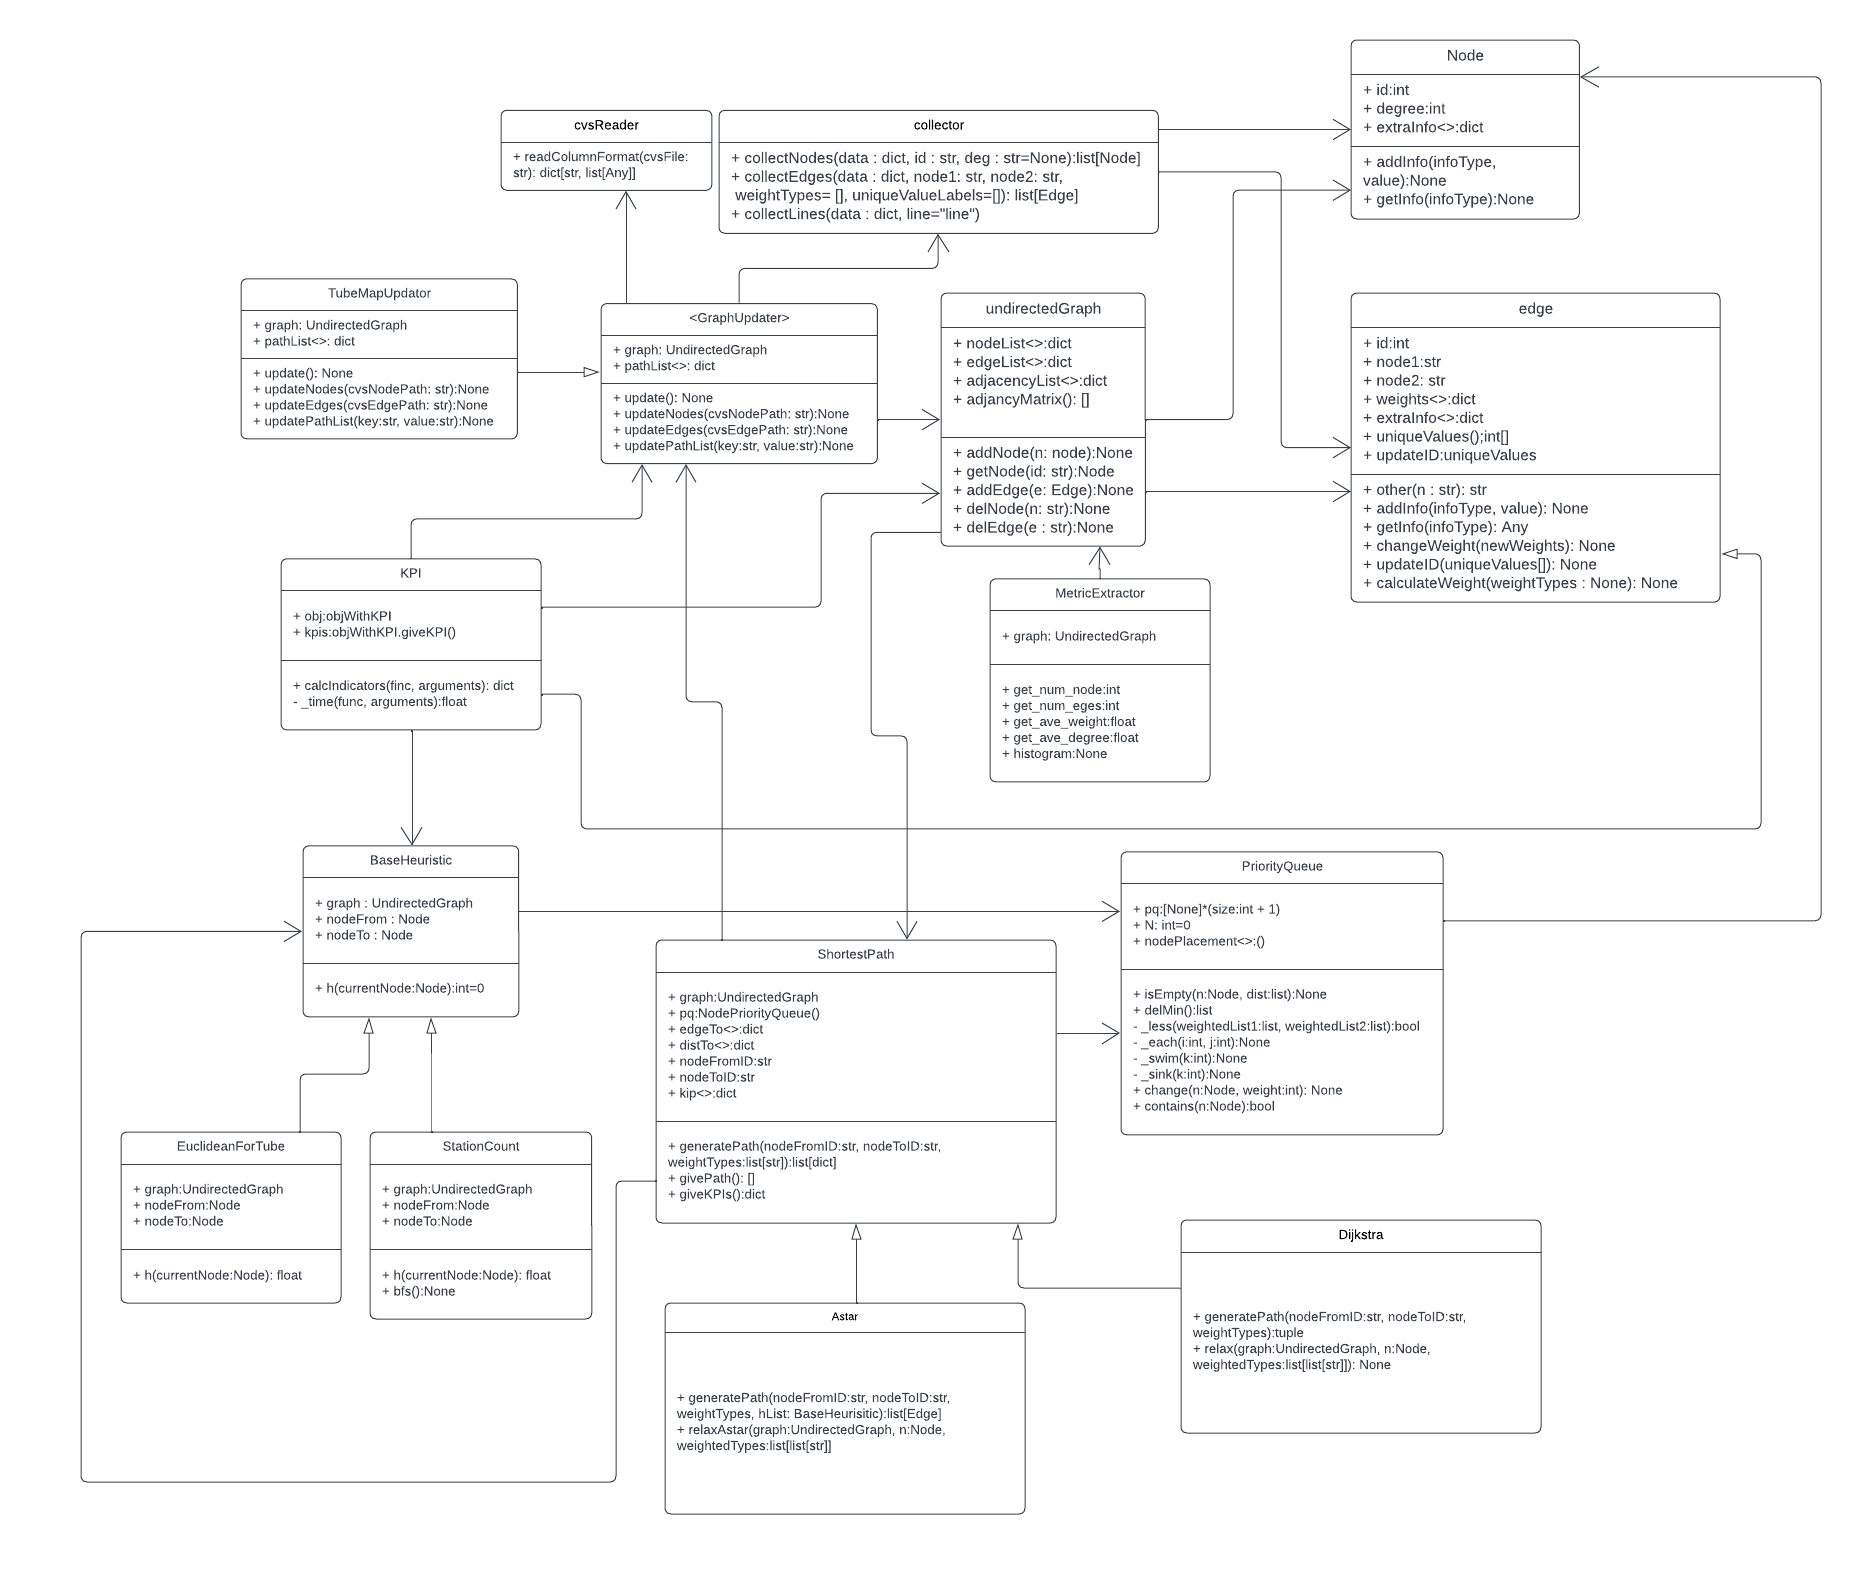 Node
+ id:int
+ degree:int
+ extraInfo<>:dict
+ addInfo(infoType,
value):None
+ getInfo(infoType):None
cvsReader
+ readColumnFormat(cvsFile:
str): dict[str, list[Any]]
collector
+ collectNodes(data : dict, id : str, deg : str=None):list[Node]
+ collectEdges(data : dict, node1: str, node2: str,
weightTypes= [], uniqueValueLabels=[]): list[Edge]
+ collectLines(data : dict, line="line")
TubeMapUpdator
+ graph: UndirectedGraph
+ pathList<>: dict
+ update(): None
+ updateNodes(cvsNodePath: str):None
+ updateEdges(cvsEdgePath: str):None
+ updatePathList(key:str, value:str):None
<GraphUpdater>
+ graph: UndirectedGraph
+ pathList<>: dict
+ update(): None
+ updateNodes(cvsNodePath: str):None
+ updateEdges(cvsEdgePath: str):None
+ updatePathList(key:str, value:str):None
undirectedGraph
+ nodeList<>:dict
+ edgeList<>:dict
+ adjacencyList<>:dict
+ adjancyMatrix(): []
+ addNode(n: node):None
+ getNode(id: str):Node
+ addEdge(e: Edge):None
+ delNode(n: str):None
+ delEdge(e : str):None
edge
+ id:int
+ node1:str
+ node2: str
+ weights<>:dict
+ extraInfo<>:dict
+ uniqueValues();int[]
+ updateID:uniqueValues
+ other(n : str): str
+ addInfo(infoType, value): None
+ getInfo(infoType): Any
+ changeWeight(newWeights): None
+ updateID(uniqueValues[]): None
+ calculateWeight(weightTypes : None): None
KPI
+ obj:objWithKPI
+ kpis:objWithKPI.giveKPI()
+ calcIndicators(finc, arguments): dict
- _time(func, arguments):float
MetricExtractor
+ graph: UndirectedGraph
+ get_num_node:int
+ get_num_eges:int
+ get_ave_weight:float
+ get_ave_degree:float
+ histogram:None
BaseHeuristic
+ graph : UndirectedGraph
+ nodeFrom : Node
+ nodeTo : Node
+ h(currentNode:Node):int=0
PriorityQueue
+ pq:[None]*(size:int + 1)
+ N: int=0
+ nodePlacement<>:()
+ isEmpty(n:Node, dist:list):None
+ delMin():list
- _less(weightedList1:list, weightedList2:list):bool
- _each(i:int, j:int):None
- _swim(k:int):None
- _sink(k:int):None
+ change(n:Node, weight:int): None
+ contains(n:Node):bool
ShortestPath
+ graph:UndirectedGraph
+ pq:NodePriorityQueue()
+ edgeTo<>:dict
+ distTo<>:dict
+ nodeFromID:str
+ nodeToID:str
+ kip<>:dict
+ generatePath(nodeFromID:str, nodeToID:str,
weightTypes:list[str]):list[dict]
+ givePath(): []
+ giveKPIs():dict
EuclideanForTube
+ graph:UndirectedGraph
+ nodeFrom:Node
+ nodeTo:Node
+ h(currentNode:Node): float
StationCount
+ graph:UndirectedGraph
+ nodeFrom:Node
+ nodeTo:Node
+ h(currentNode:Node): float
+ bfs():None
Dijkstra
+ generatePath(nodeFromID:str, nodeToID:str,
weightTypes):tuple
+ relax(graph:UndirectedGraph, n:Node,
weightedTypes:list[list[str]]): None
Astar
+ generatePath(nodeFromID:str, nodeToID:str,
weightTypes, hList: BaseHeurisitic):list[Edge]
+ relaxAstar(graph:UndirectedGraph, n:Node,
weightedTypes:list[list[str]]